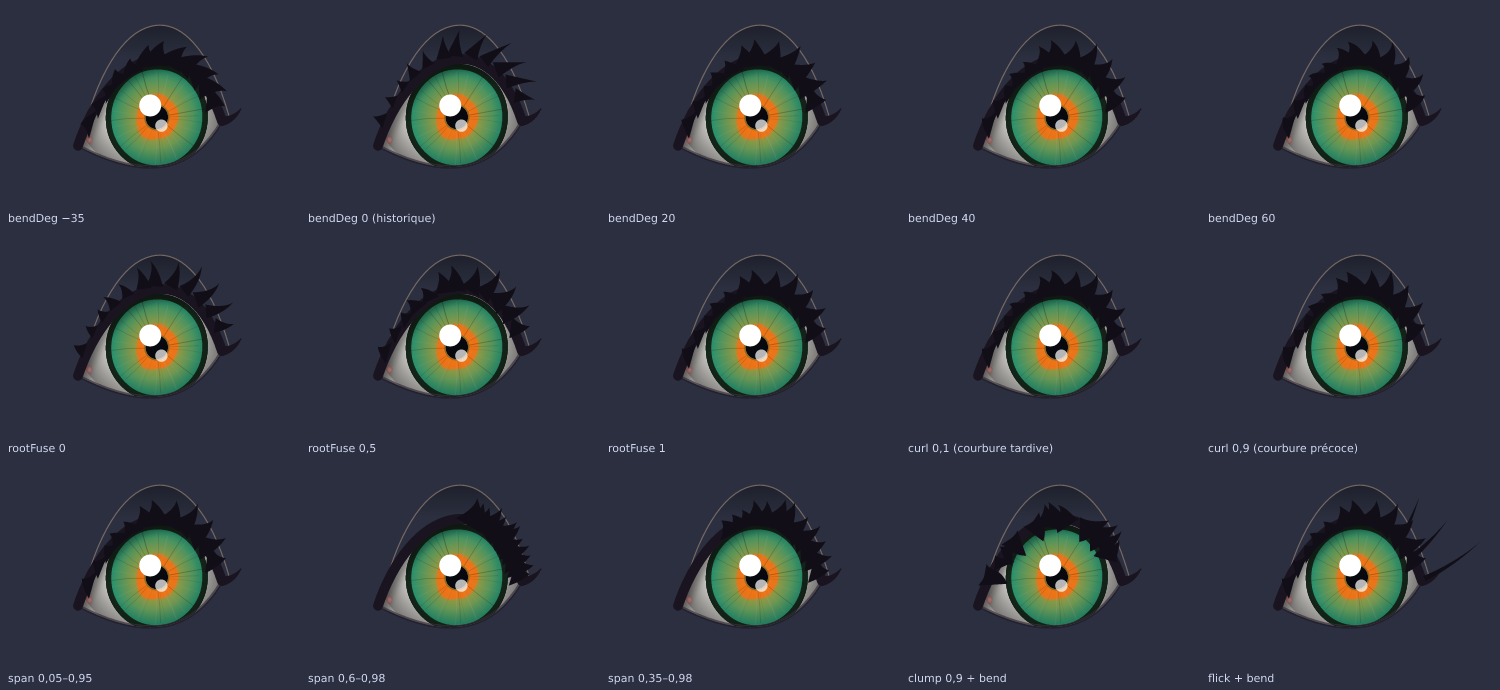 bendDeg −35
bendDeg 0 (historique)
bendDeg 20
bendDeg 40
bendDeg 60
rootFuse 0
rootFuse 0,5
rootFuse 1
curl 0,1 (courbure tardive)
curl 0,9 (courbure précoce)
span 0,05–0,95
span 0,6–0,98
span 0,35–0,98
clump 0,9 + bend
flick + bend